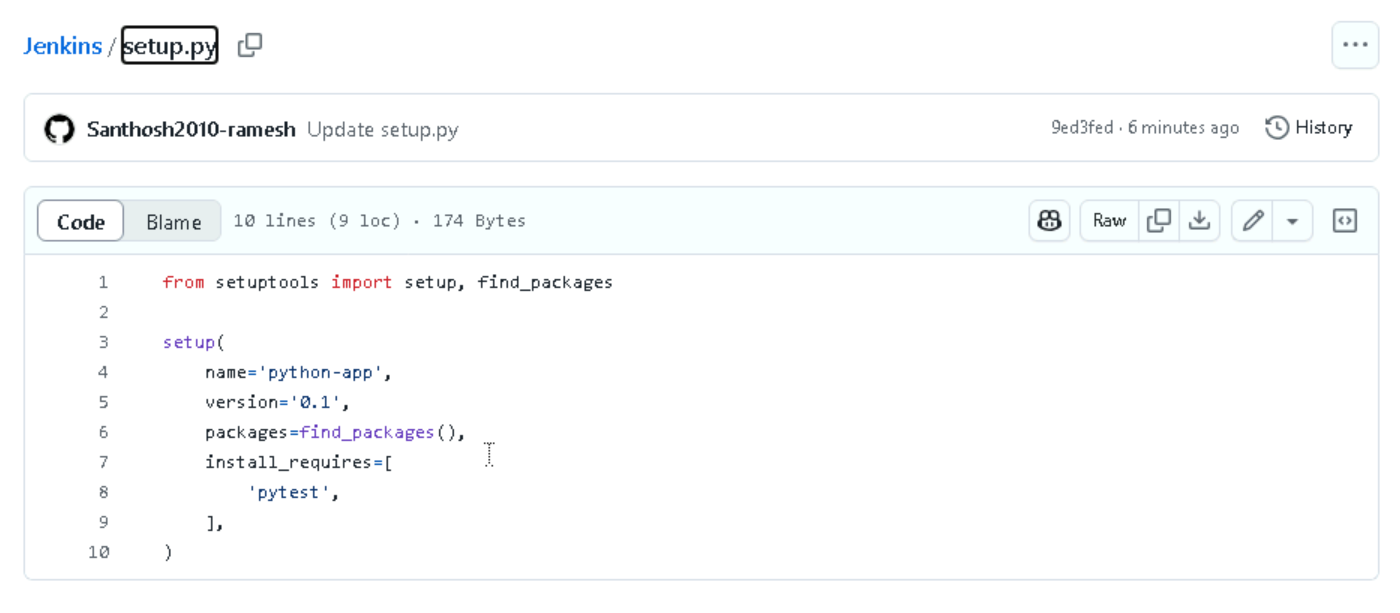 Jenkins / setup.py
...
Santhosh2010-ramesh Update setup.py 9ed3fed · 6 minutes ago History
Code Blame 10 lines (9 loc) · 174 Bytes Raw
1 from setuptools import setup, find_packages
2
3 setup(
4     name='python-app',
5     version='0.1',
6     packages=find_packages(),
7     install_requires=[
8         'pytest',
9     ],
10 )